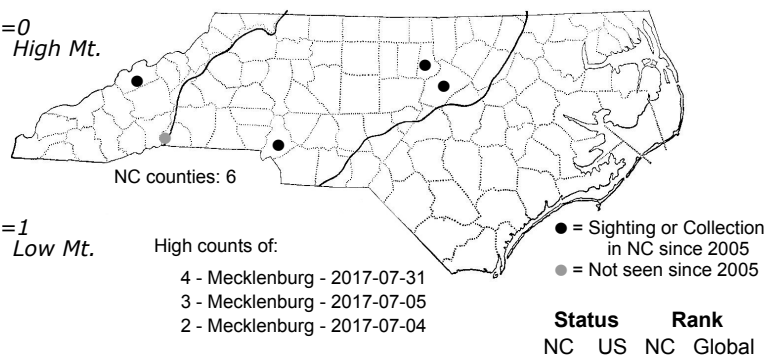 =0
High Mt.
NC counties: 6
=1
Low Mt.
High counts of:
4 - Mecklenburg - 2017-07-31
3 - Mecklenburg - 2017-07-05
2 - Mecklenburg - 2017-07-04
= Sighting or Collection
in NC since 2005
= Not seen since 2005
Status Rank
NC US NC Global